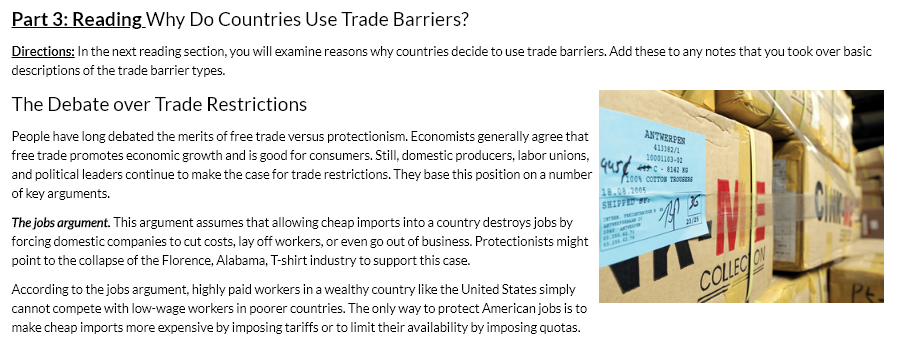 Part 3: Reading Why Do Countries Use Trade Barriers?
Directions: In the next reading section, you will examine reasons why countries decide to use trade barriers. Add these to any notes that you took over basic
descriptions of the trade barrier types.
The Debate over Trade Restrictions
People have long debated the merits of free trade versus protectionism. Economists generally agree that
free trade promotes economic growth and is good for consumers. Still, domestic producers, labor unions,
and political leaders continue to make the case for trade restrictions. They base this position on a number
of key arguments.
The jobs argument. This argument assumes that allowing cheap imports into a country destroys jobs by
forcing domestic companies to cut costs, lay off workers, or even go out of business. Protectionists might
point to the collapse of the Florence, Alabama, T-shirt industry to support this case.
According to the jobs argument, highly paid workers in a wealthy country like the United States simply
cannot compete with low-wage workers in poorer countries. The only way to protect American jobs is to
make cheap imports more expensive by imposing tariffs or to limit their availability by imposing quotas.
ANTWERPEN
411382/1
10001103-02
C - 8142 KG
100% COTTON TROUSERS
18.08.2005
SHIPPED BY:
23/25
ME
COLLECTION